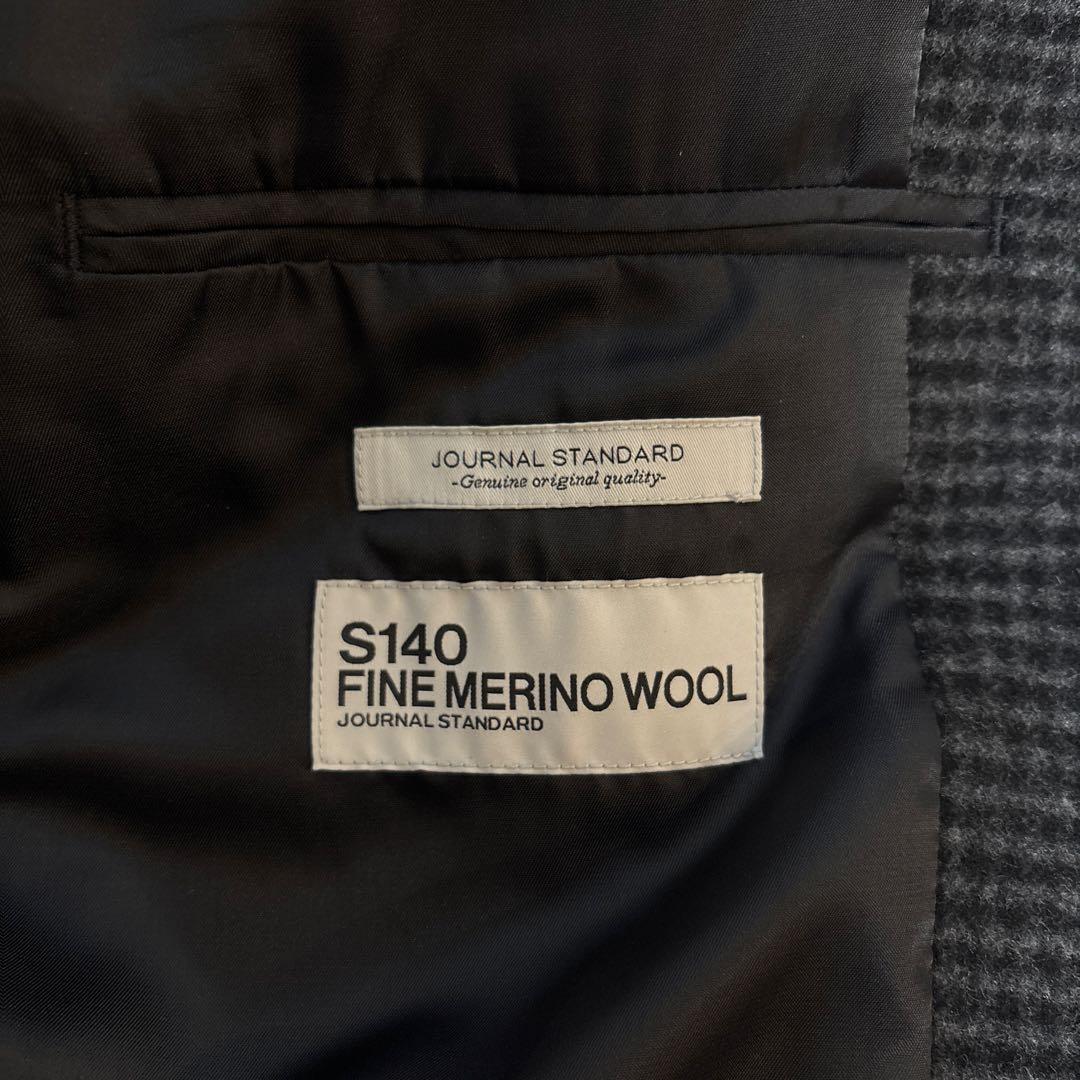 JOURNAL STANDARD
-Genuine original quality-
S140
FINE MERINO WOOL
JOURNAL STANDARD